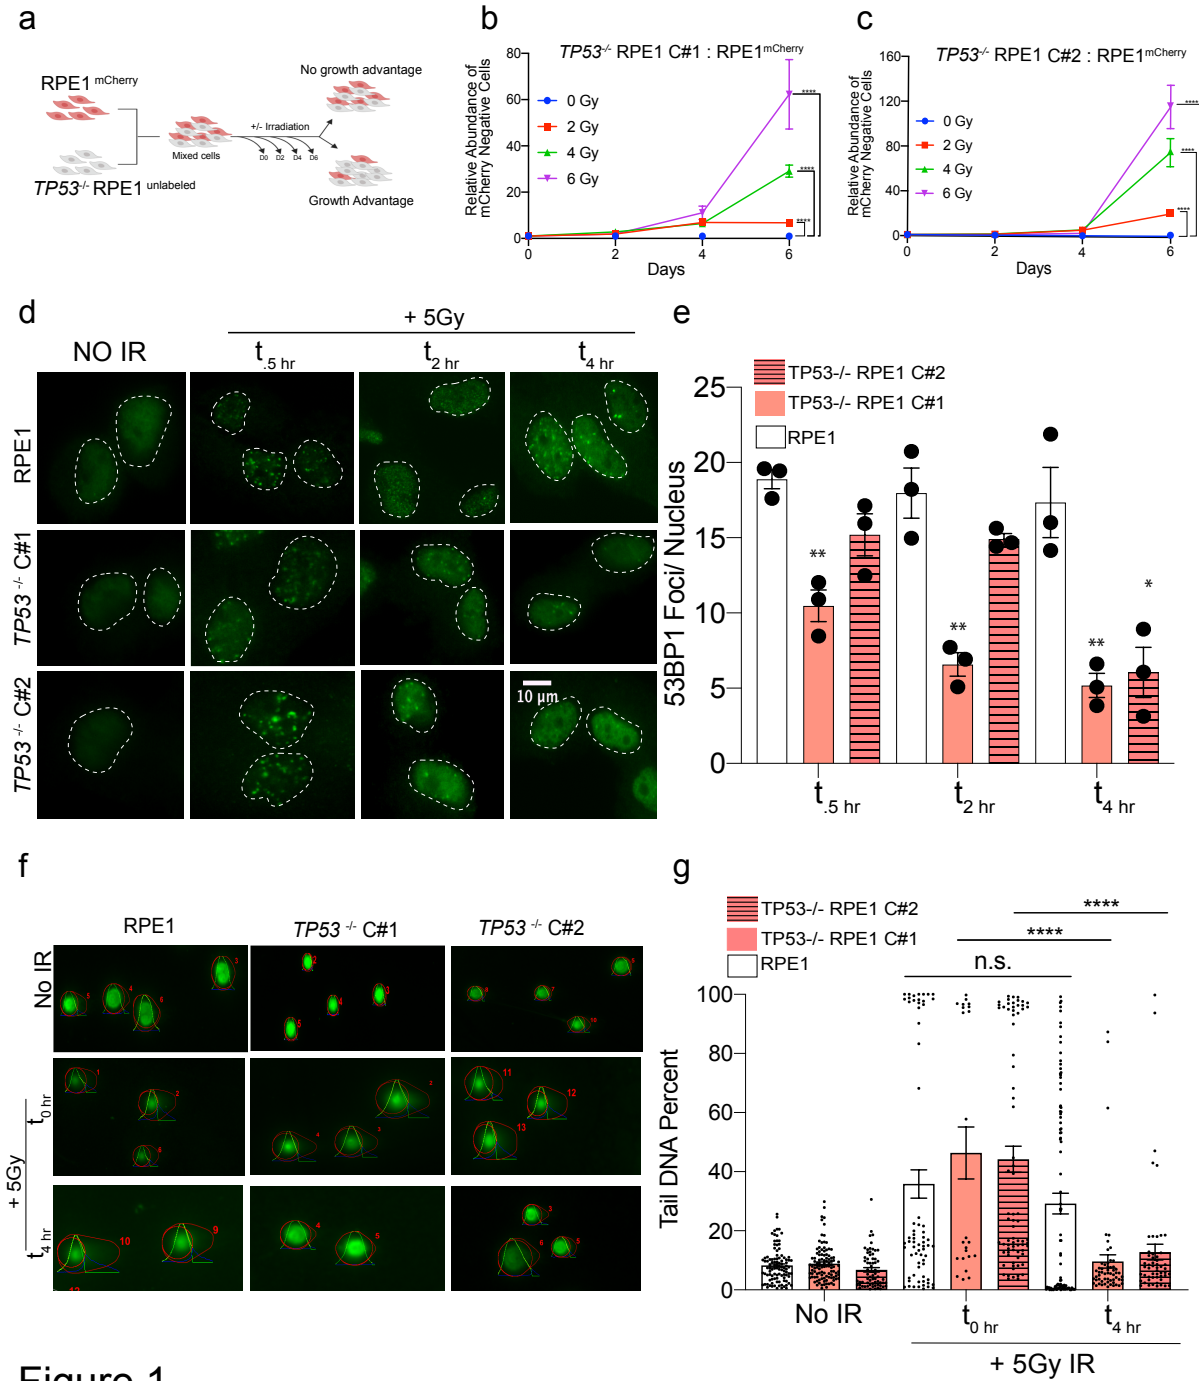 a
RPE1 mCherry
TP53-/- RPE1 unlabeled
Mixed cells
+/- Irradiation
D0 D2 D4 D6
No growth advantage
Growth Advantage
b
TP53-/- RPE1 C#1 : RPE1mCherry
Relative Abundance of
mCherry Negative Cells
80
60
40
20
0
0 Gy
2 Gy
4 Gy
6 Gy
****
****
****
0 2 4 6
Days
c
TP53-/- RPE1 C#2 : RPE1mCherry
Relative Abundance of
mCherry Negative Cells
160
120
80
40
0
0 Gy
2 Gy
4 Gy
6 Gy
****
****
****
0 2 4 6
Days
d
+ 5Gy
NO IR t.5 hr t2 hr t4 hr
RPE1
TP53 -/- C#1
TP53 -/- C#2
10 µm
e
TP53-/- RPE1 C#2
TP53-/- RPE1 C#1
RPE1
53BP1 Foci/ Nucleus
25
20
15
10
5
0
**
**
**
*
t.5 hr t2 hr t4 hr
f
RPE1 TP53 -/- C#1 TP53 -/- C#2
No IR
+ 5Gy
t0 hr
t4 hr
g
TP53-/- RPE1 C#2
TP53-/- RPE1 C#1
RPE1
****
****
n.s.
Tail DNA Percent
100
80
60
40
20
0
No IR t0 hr t4 hr
+ 5Gy IR
Figure 1